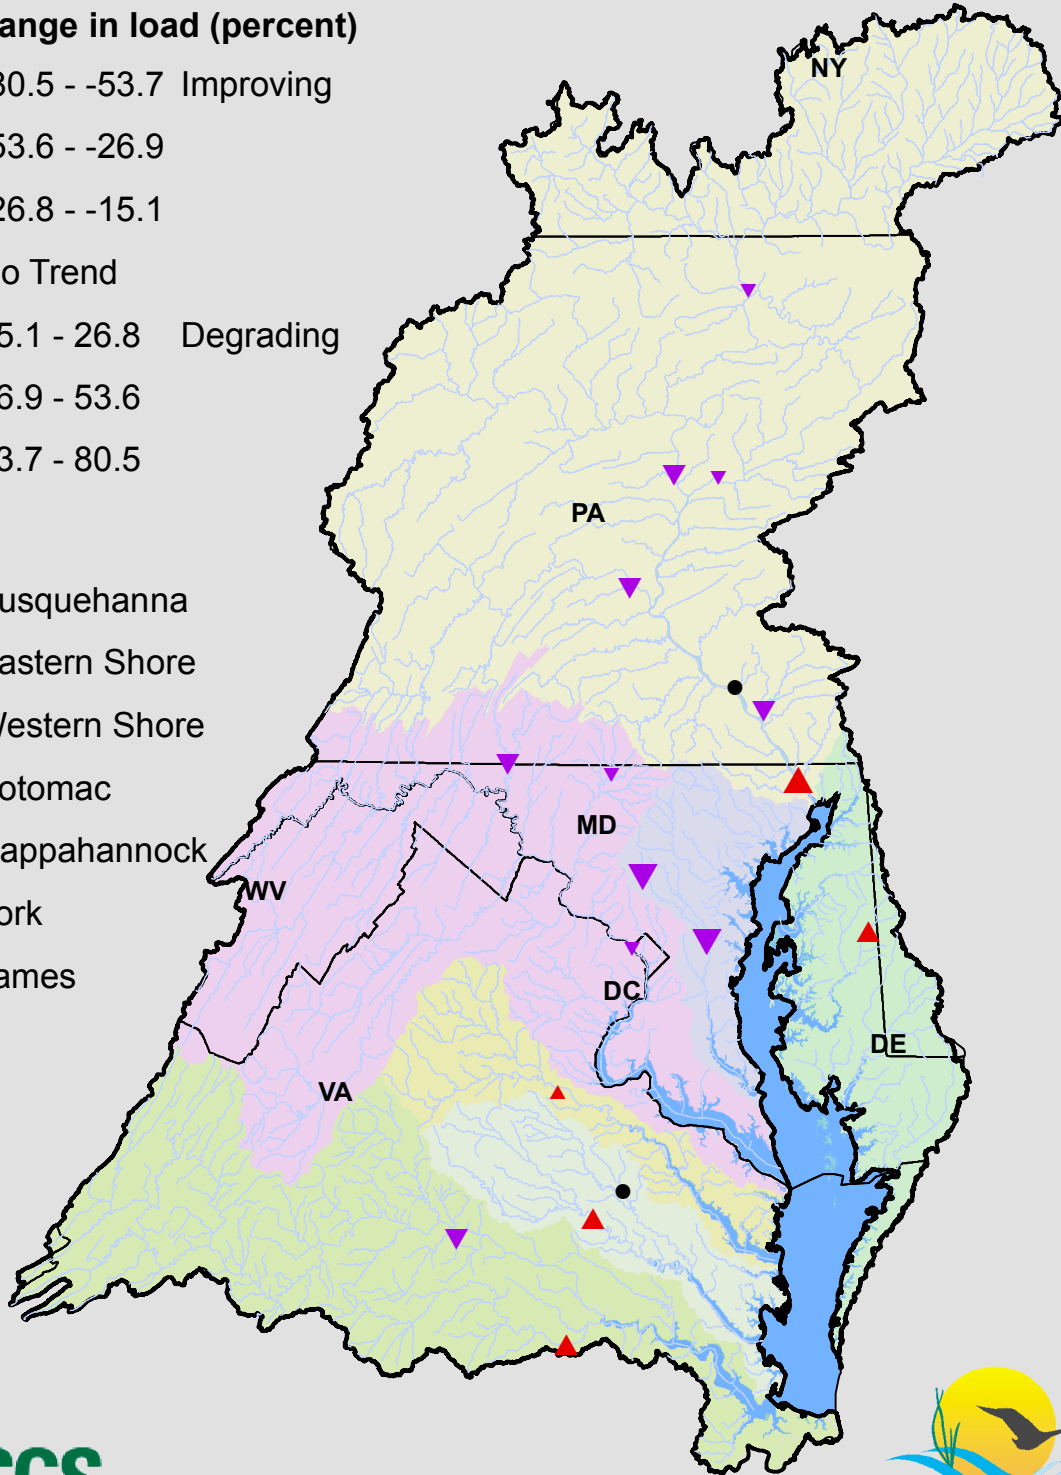 ange in load (percent)
80.5 - -53.7 Improving
53.6 - -26.9
26.8 - -15.1
o Trend
5.1 - 26.8 Degrading
6.9 - 53.6
3.7 - 80.5
usquehanna
astern Shore
Western Shore
otomac
appahannock
ork
ames
NY
PA
MD
WV
DC
DE
VA